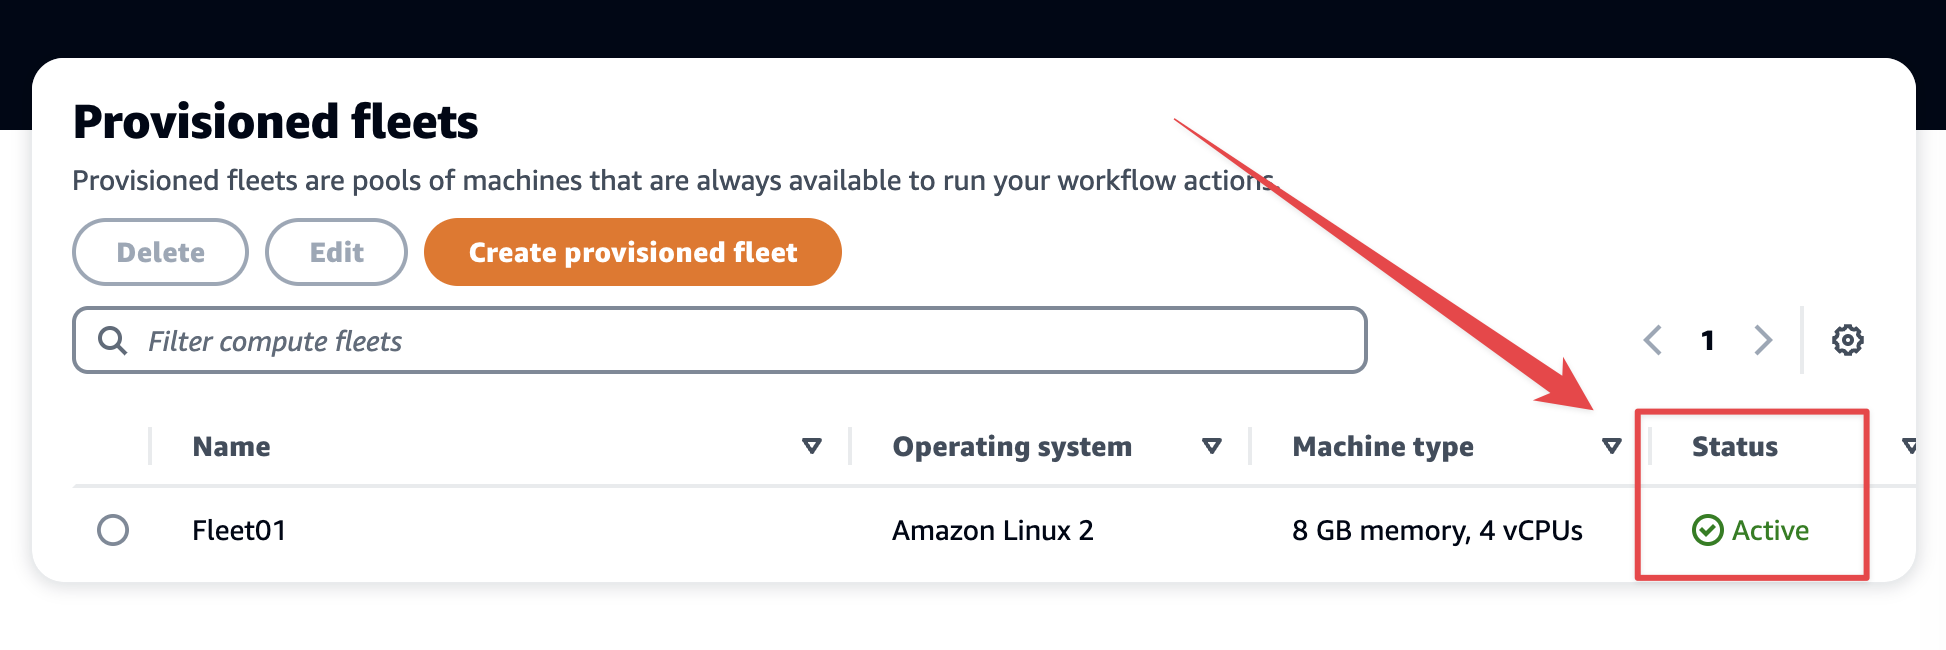 Provisioned fleets
Provisioned fleets are pools of machines that are always available to run your workflow actions.
Delete Edit Create provisioned fleet
Filter compute fleets 1
Name Operating system Machine type Status
Fleet01 Amazon Linux 2 8 GB memory, 4 vCPUs Active